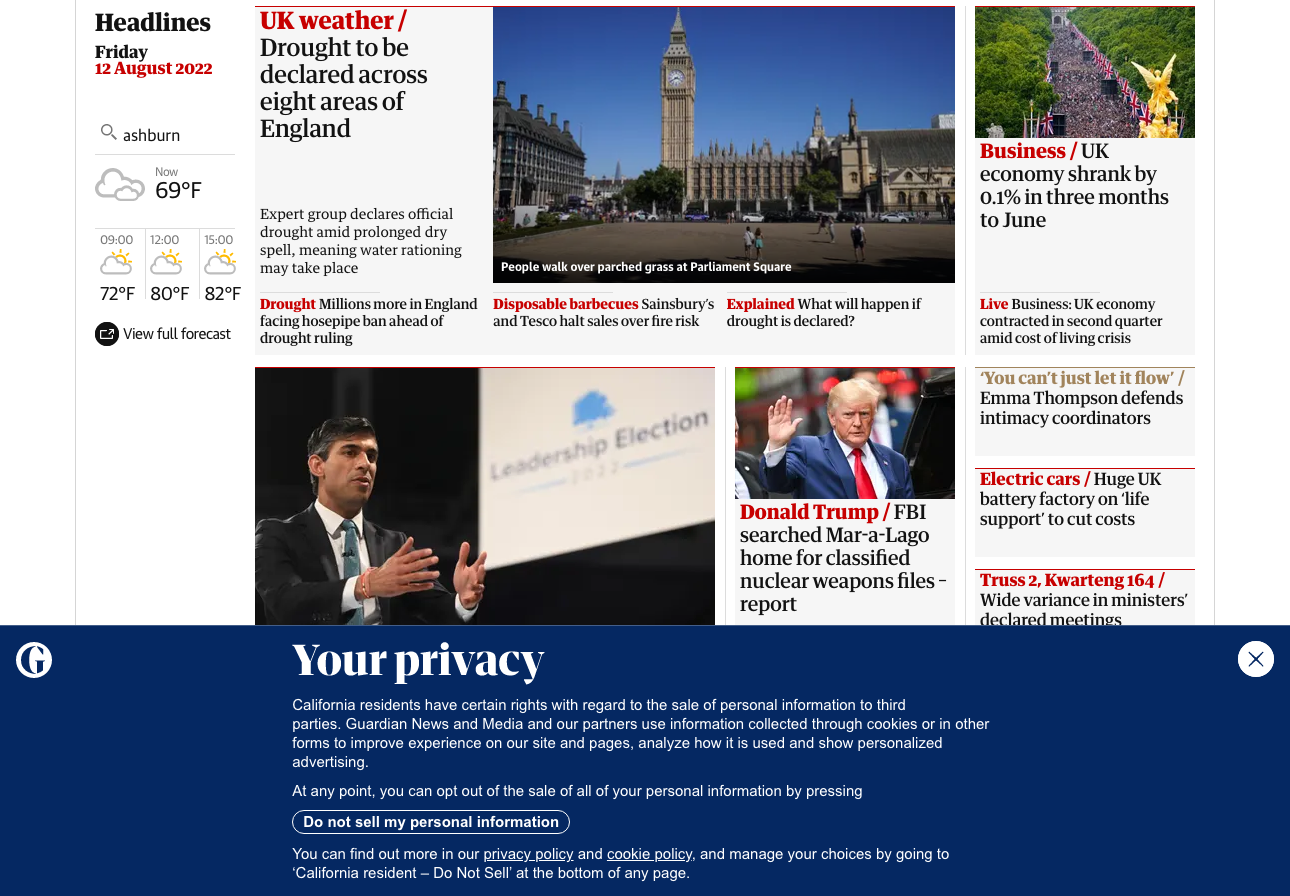 Headlines
Friday
12 August 2022
ashburn
Now
69°F
09:00
12:00
15:00
72°F
80°F
82°F
View full forecast
UK weather /
Drought to be
declared across
eight areas of
England
Expert group declares official
drought amid prolonged dry
spell, meaning water rationing
may take place
People walk over parched grass at Parliament Square
Drought Millions more in England
facing hosepipe ban ahead of
drought ruling
Disposable barbecues Sainsbury's
and Tesco halt sales over fire risk
Explained What will happen if
drought is declared?
Business / UK
economy shrank by
0.1% in three months
to June
Live Business: UK economy
contracted in second quarter
amid cost of living crisis
Leadership Election
2022
Donald Trump / FBI
searched Mar-a-Lago
home for classified
nuclear weapons files –
report
‘You can’t just let it flow’ /
Emma Thompson defends
intimacy coordinators
Electric cars / Huge UK
battery factory on ‘life
support’ to cut costs
Truss 2, Kwarteng 164 /
Wide variance in ministers’
declared meetings
G
Your privacy
California residents have certain rights with regard to the sale of personal information to third
parties. Guardian News and Media and our partners use information collected through cookies or in other
forms to improve experience on our site and pages, analyze how it is used and show personalized
advertising.
At any point, you can opt out of the sale of all of your personal information by pressing
Do not sell my personal information
You can find out more in our privacy policy and cookie policy, and manage your choices by going to
‘California resident – Do Not Sell’ at the bottom of any page.